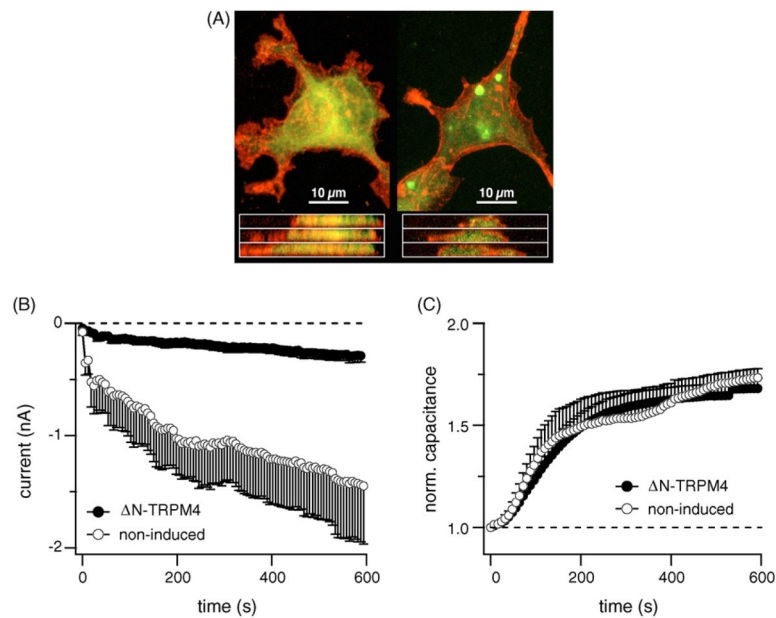 (A)
10 µm
10 µm
(B)
(C)
0
-1
-2
current (nA)
ΔN-TRPM4
non-induced
0
200
400
600
time (s)
2.0
1.5
1.0
norm. capacitance
ΔN-TRPM4
non-induced
0
200
400
600
time (s)